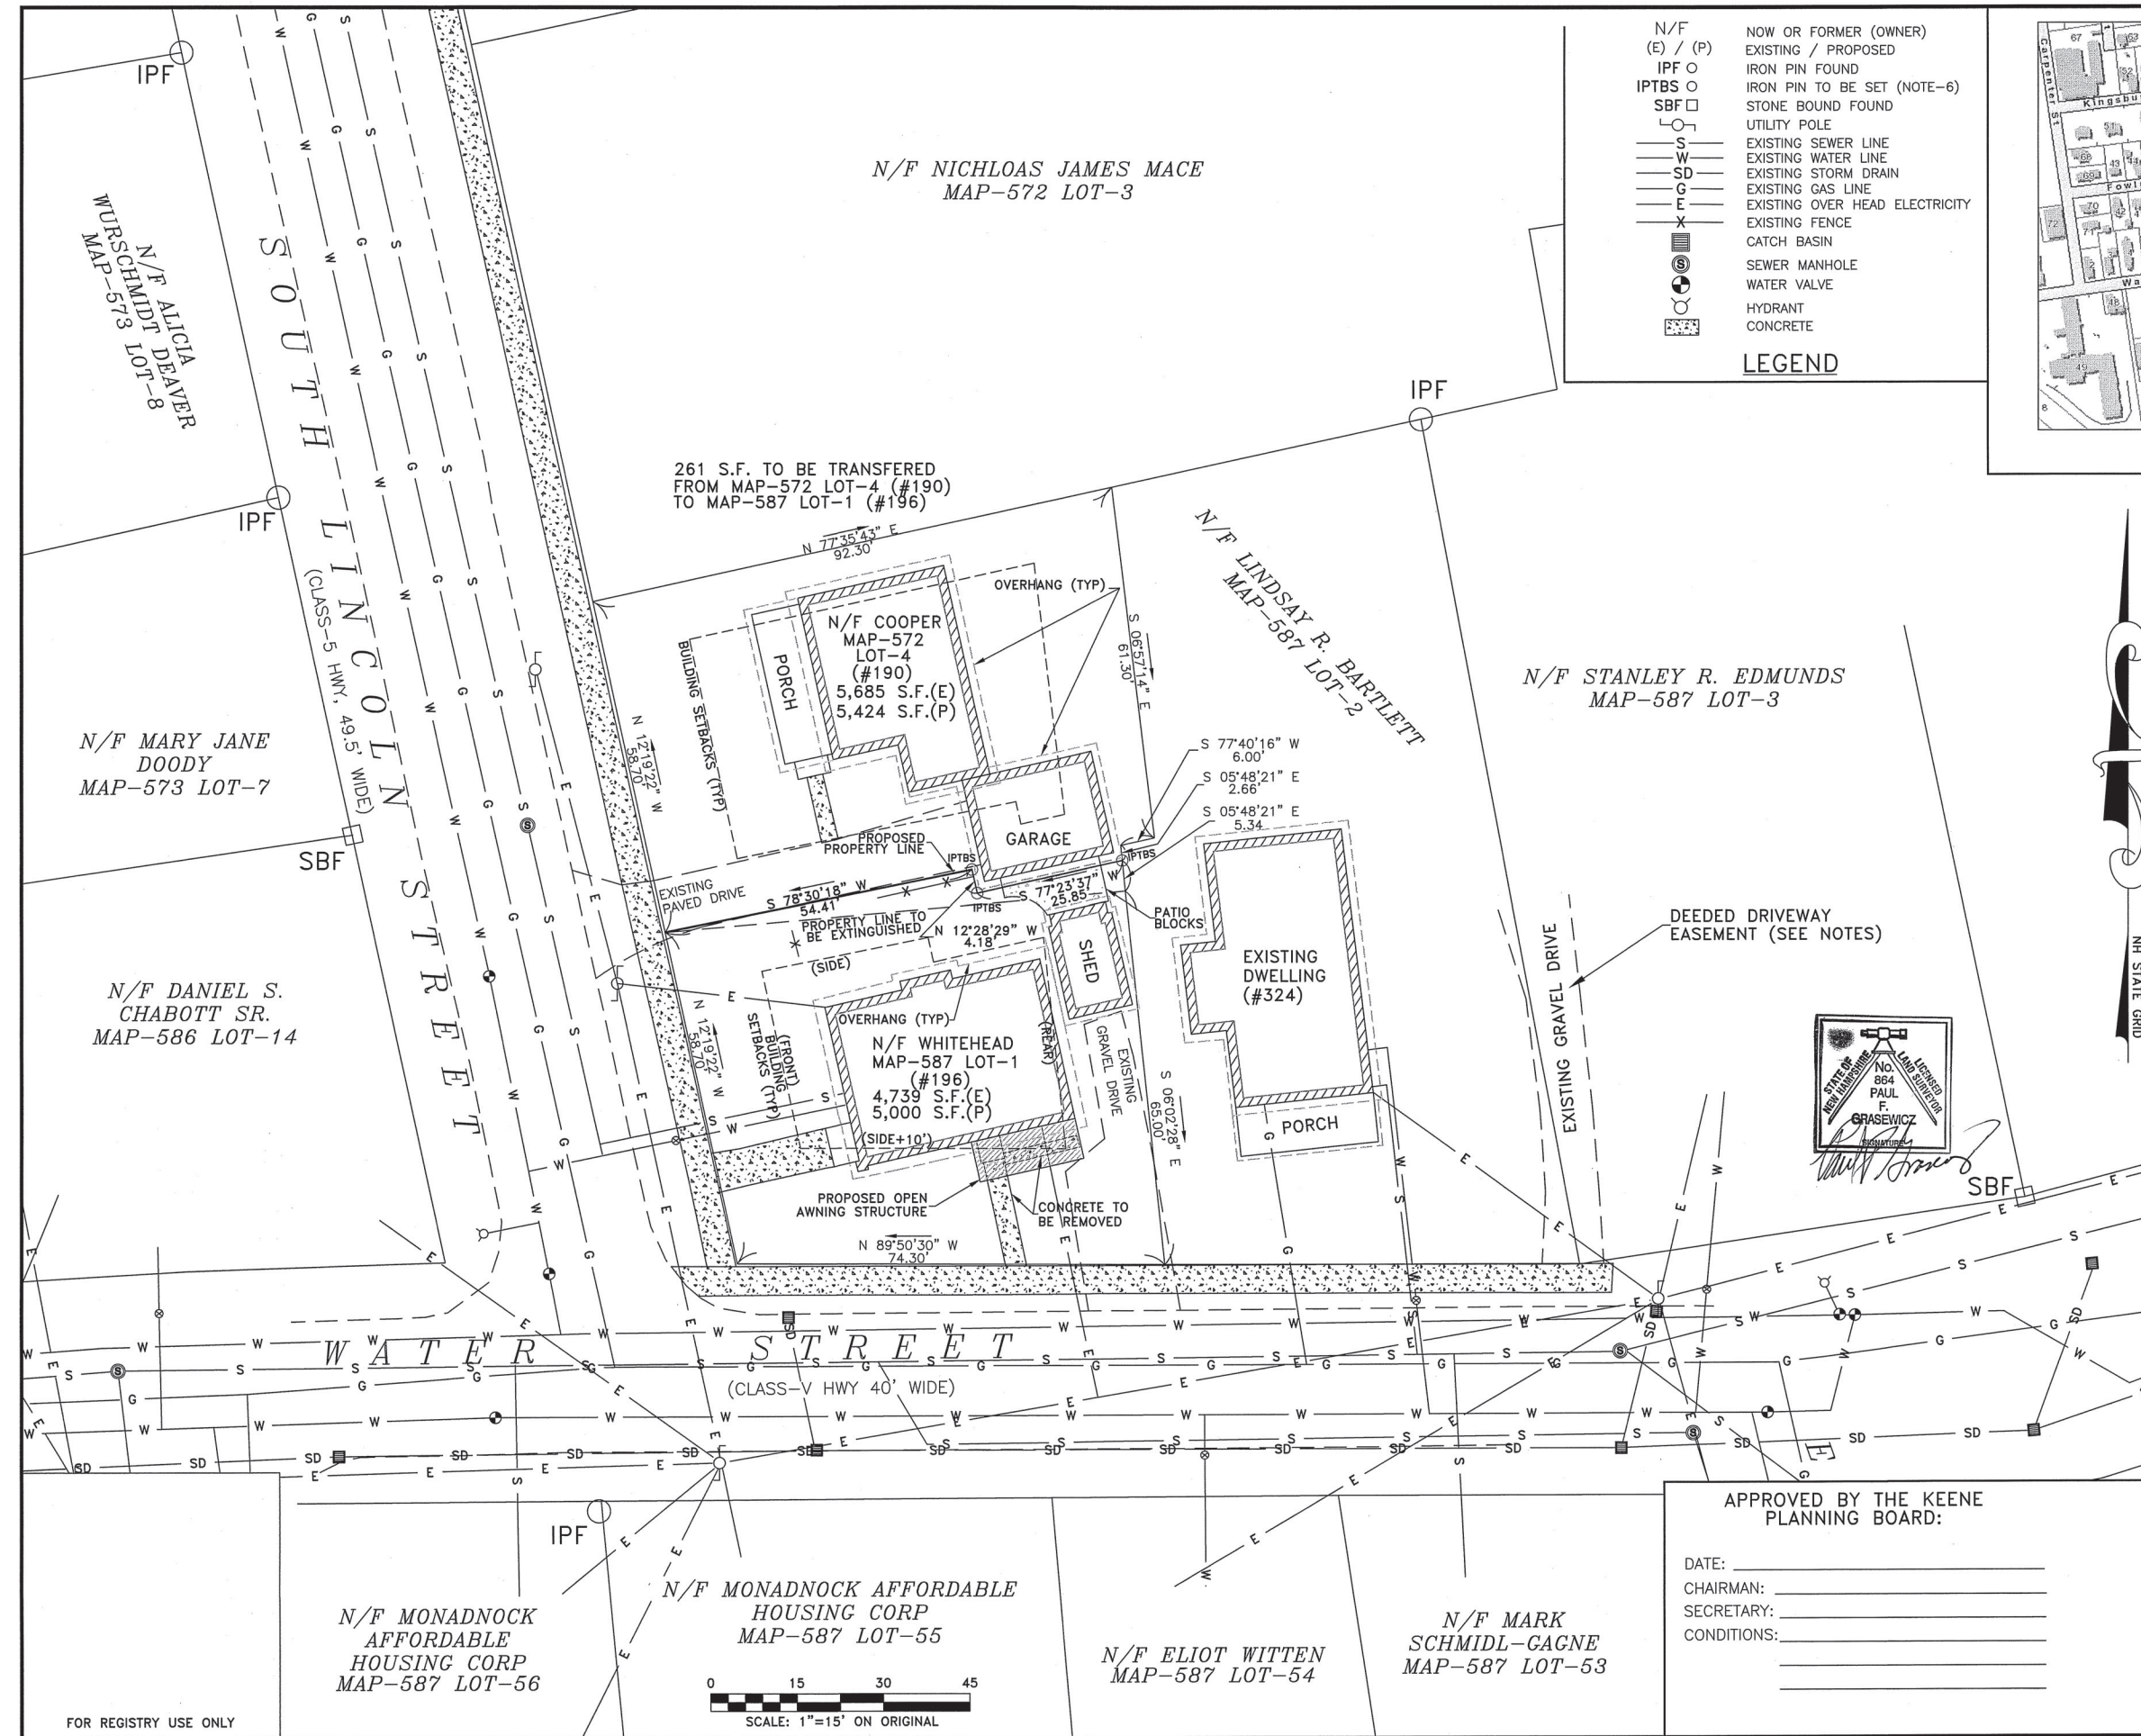 N/F NOW OR FORMER (OWNER)
(E) / (P) EXISTING / PROPOSED
IPF IRON PIN FOUND
IPTBS IRON PIN TO BE SET (NOTE-6)
SBF STONE BOUND FOUND
UTILITY POLE
S EXISTING SEWER LINE
W EXISTING WATER LINE
SD EXISTING STORM DRAIN
G EXISTING GAS LINE
E EXISTING OVER HEAD ELECTRICITY
X EXISTING FENCE
CATCH BASIN
S SEWER MANHOLE
WATER VALVE
HYDRANT
CONCRETE
LEGEND
Carpenter St
67
49
72
IPF
N/F ALICIA
WURSCHMIDT DEAVER
MAP-573 LOT-8
IPF
SOUTH LINCOLN STREET
(CLASS-5 HWY, 49.5' WIDE)
N/F NICHLOAS JAMES MACE
MAP-572 LOT-3
IPF
261 S.F. TO BE TRANSFERED
FROM MAP-572 LOT-4 (#190)
TO MAP-587 LOT-1 (#196)
N 77°35'43" E
92.30'
OVERHANG (TYP)
N/F COOPER
MAP-572
LOT-4
(#190)
5,685 S.F.(E)
5,424 S.F.(P)
PORCH
BUILDING SETBACKS (TYP)
N 12°19'22" W
58.70'
S 06°57'14" E
61.30'
N/F LINDSAY R. BARTLETT
MAP-587 LOT-2
N/F STANLEY R. EDMUNDS
MAP-587 LOT-3
S 77°40'16" W
6.00'
S 05°48'21" E
2.66'
S 05°48'21" E
5.34
GARAGE
PROPOSED
PROPERTY LINE
IPTBS
IPTBS
IPTBS
EXISTING
PAVED DRIVE
S 78°30'18" W
54.41'
S 77°23'37" W
25.85
PROPERTY LINE TO
BE EXTINGUISHED
N 12°28'29" W
4.18'
PATIO
BLOCKS
SHED
(SIDE)
N/F MARY JANE
DOODY
MAP-573 LOT-7
SBF
N/F DANIEL S.
CHABOTT SR.
MAP-586 LOT-14
EXISTING
DWELLING
(#324)
PORCH
EXISTING GRAVEL DRIVE
DEEDED DRIVEWAY
EASEMENT (SEE NOTES)
OVERHANG (TYP)
N/F WHITEHEAD
MAP-587 LOT-1
(#196)
4,739 S.F.(E)
5,000 S.F.(P)
(SIDE+10')
(REAR)
(FRONT)
BUILDING
SETBACKS (TYP)
N 12°19'22" W
58.70'
EXISTING
GRAVEL DRIVE
S 06°02'28" E
65.00'
PROPOSED OPEN
AWNING STRUCTURE
CONCRETE TO
BE REMOVED
N 89°50'30" W
74.30'
STATE OF
NEW HAMPSHIRE
LICENSED
LAND SURVEYOR
No.
864
PAUL
F.
GRASEWICZ
SIGNATURE
SBF
NH STATE GRID
WATER STREET
(CLASS-V HWY 40' WIDE)
IPF
N/F MONADNOCK
AFFORDABLE
HOUSING CORP
MAP-587 LOT-56
N/F MONADNOCK AFFORDABLE
HOUSING CORP
MAP-587 LOT-55
N/F ELIOT WITTEN
MAP-587 LOT-54
N/F MARK
SCHMIDL-GAGNE
MAP-587 LOT-53
0 15 30 45
SCALE: 1"=15' ON ORIGINAL
FOR REGISTRY USE ONLY
APPROVED BY THE KEENE
PLANNING BOARD:
DATE:
CHAIRMAN:
SECRETARY:
CONDITIONS: